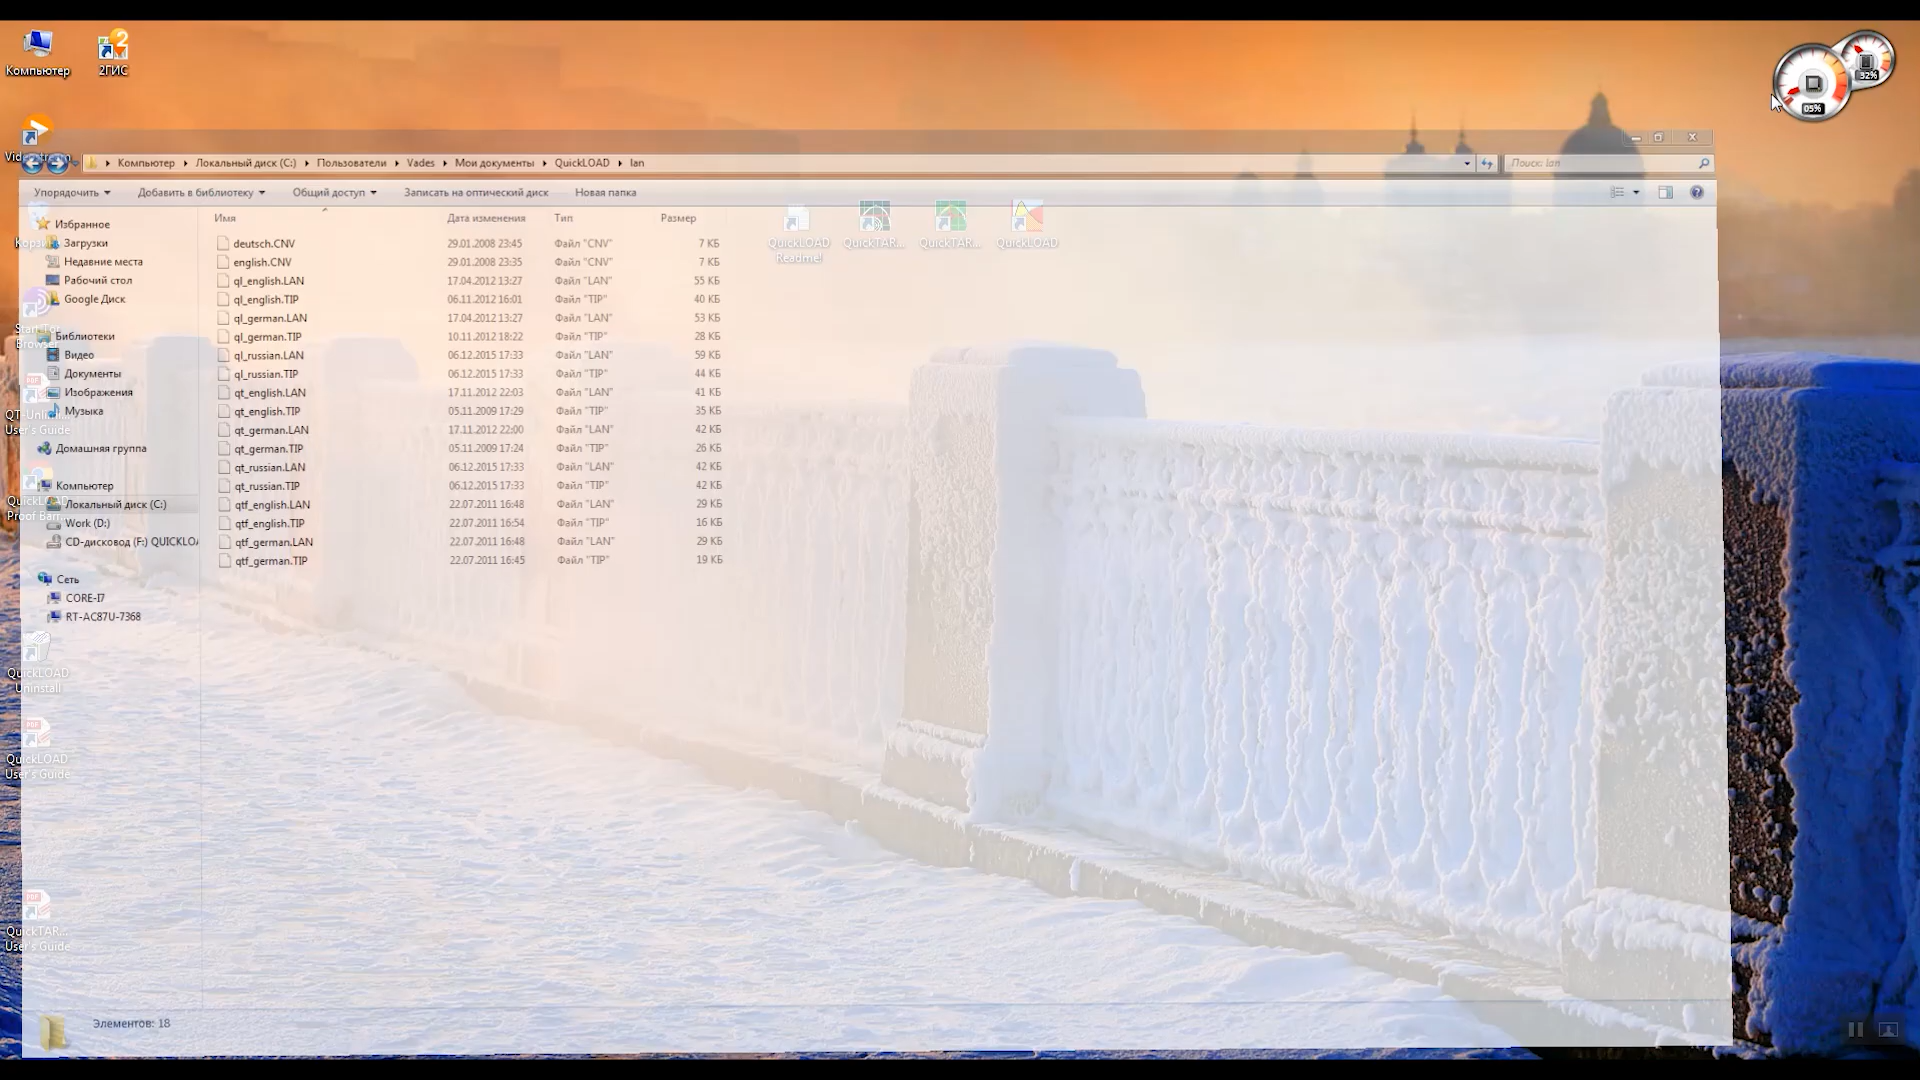 Компьютер
2ГИС
32%
05%
Компьютер
Локальный диск (C:)
Пользователи
Vades
Мои документы
QuickLOAD
lan
Поиск: lan
Упорядочить
Добавить в библиотеку
Общий доступ
Записать на оптический диск
Новая папка
Имя
Дата изменения
Тип
Размер
deutsch.CNV 29.01.2008 23:45 Файл "CNV" 7 КБ
english.CNV 29.01.2008 23:35 Файл "CNV" 7 КБ
ql_english.LAN 17.04.2012 13:27 Файл "LAN" 55 КБ
ql_english.TIP 06.11.2012 16:01 Файл "TIP" 40 КБ
ql_german.LAN 17.04.2012 13:27 Файл "LAN" 53 КБ
ql_german.TIP 10.11.2012 18:22 Файл "TIP" 28 КБ
ql_russian.LAN 06.12.2015 17:33 Файл "LAN" 59 КБ
ql_russian.TIP 06.12.2015 17:33 Файл "TIP" 44 КБ
qt_english.LAN 17.11.2012 22:03 Файл "LAN" 41 КБ
qt_english.TIP 05.11.2009 17:29 Файл "TIP" 35 КБ
qt_german.LAN 17.11.2012 22:00 Файл "LAN" 42 КБ
qt_german.TIP 05.11.2009 17:24 Файл "TIP" 26 КБ
qt_russian.LAN 06.12.2015 17:33 Файл "LAN" 42 КБ
qt_russian.TIP 06.12.2015 17:33 Файл "TIP" 42 КБ
qtf_english.LAN 22.07.2011 16:48 Файл "LAN" 29 КБ
qtf_english.TIP 22.07.2011 16:54 Файл "TIP" 16 КБ
qtf_german.LAN 22.07.2011 16:48 Файл "LAN" 29 КБ
qtf_german.TIP 22.07.2011 16:45 Файл "TIP" 19 КБ
Избранное
Загрузки
Недавние места
Рабочий стол
Google Диск
Библиотеки
Видео
Документы
Изображения
Музыка
Домашняя группа
Компьютер
Локальный диск (C:)
Work (D:)
CD-дисковод (F:) QUICKLOA
Сеть
CORE-I7
RT-AC87U-7368
QuickLOAD
Readme!
QuickTAR...
QuickTAR...
QuickLOAD
Start Tor
Browser
User's Guide
QuickLOAD
Uninstall
QuickLOAD
User's Guide
QuickTAR...
User's Guide
Элементов: 18